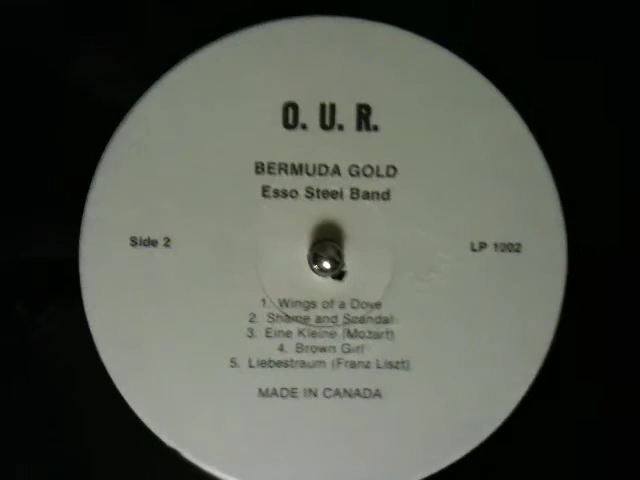 O. U. R.
BERMUDA GOLD
Esso Steel Band
Side 2
LP 1002
1. Wings of a Dove
2. Shame and Scandal
3. Eine Kleine (Mozart)
4. Brown Girl
5. Liebestraum (Franz Liszt)
MADE IN CANADA